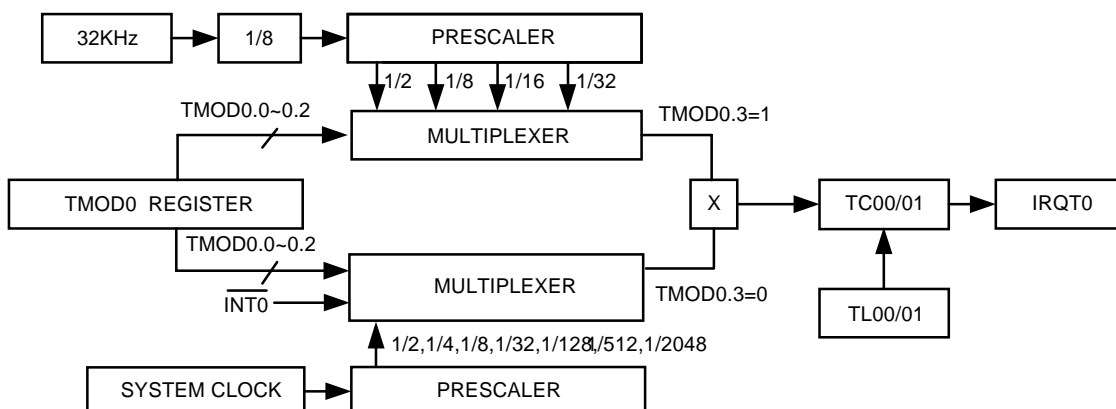 32KHz
1/8
PRESCALER
1/2
1/8
1/16
1/32
TMOD0.0~0.2
MULTIPLEXER
TMOD0.3=1
TMOD0 REGISTER
X
TC00/01
IRQT0
TMOD0.0~0.2
INT0
MULTIPLEXER
TMOD0.3=0
TL00/01
1/2,1/4,1/8,1/32,1/128,1/512,1/2048
SYSTEM CLOCK
PRESCALER